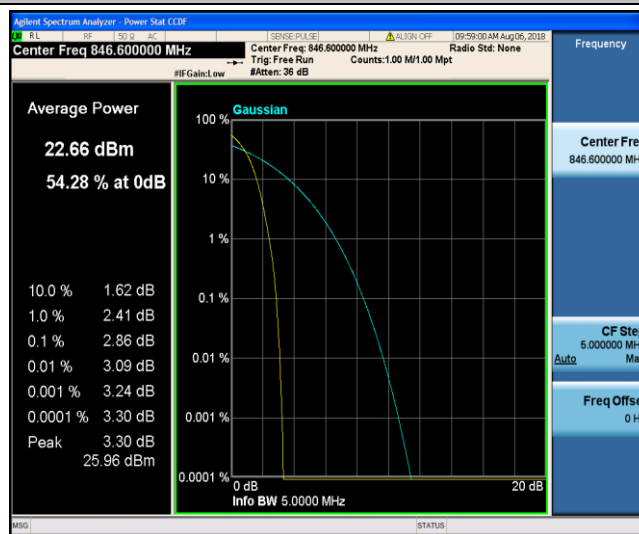 Agilent Spectrum Analyzer - Power Stat CCDF
RL RF 50 Ω AC SENSE:PULSE ALIGN OFF 09:59:00 AM Aug 06, 2018
Center Freq 846.600000 MHz
Center Freq: 846.600000 MHz Radio Std: None
Trig: Free Run Counts:1.00 M/1.00 Mpt
#IFGain:Low #Atten: 36 dB
Frequency
Average Power
22.66 dBm
54.28 % at 0dB
10.0 % 1.62 dB
1.0 % 2.41 dB
0.1 % 2.86 dB
0.01 % 3.09 dB
0.001 % 3.24 dB
0.0001 % 3.30 dB
Peak 3.30 dB
25.96 dBm
Gaussian
100 %
10 %
1 %
0.1 %
0.01 %
0.001 %
0.0001 %
0 dB 20 dB
Info BW 5.0000 MHz
Center Fre
846.600000 MH
CF Ste
5.000000 MH
Auto Ma
Freq Offse
0 H
MSG STATUS